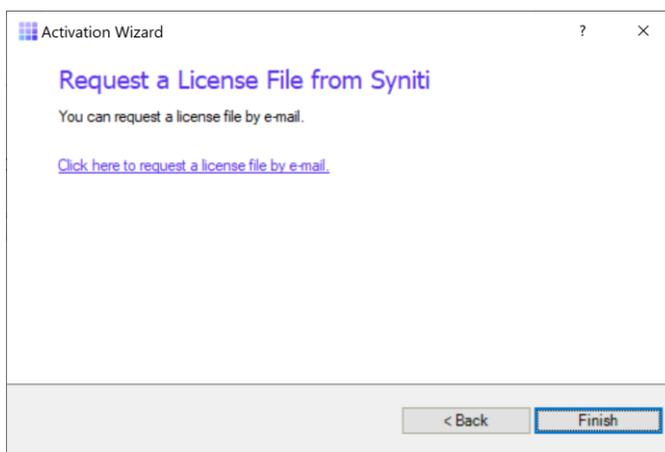 Activation Wizard
?
Request a License File from Syniti
You can request a license file by e-mail.
Click here to request a license file by e-mail.
< Back
Finish